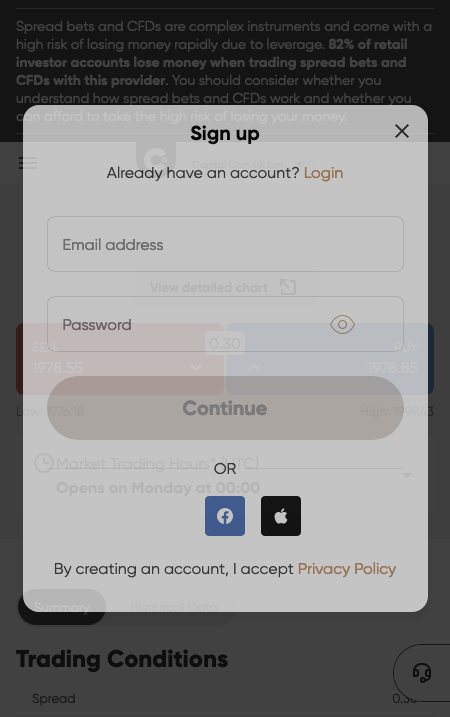 Spread bets and CFDs are complex instruments and come with a
high risk of losing money rapidly due to leverage. 82% of retail
investor accounts lose money when trading spread bets and
CFDs with this provider. You should consider whether you
understand how spread bets and CFDs work and whether you
can afford to take the high risk of losing your money.
Sign up
Already have an account? Login
Email address
View detailed chart
Password
SELL 0.30 BUY
1978.55 1978.85
Continue
Low: 1976.18 High: 1999.43
OR
Market Trading Hours* (UTC)
Opens on Monday at 00:00
By creating an account, I accept Privacy Policy
Summary Historical Data
Trading Conditions
Spread 0.30